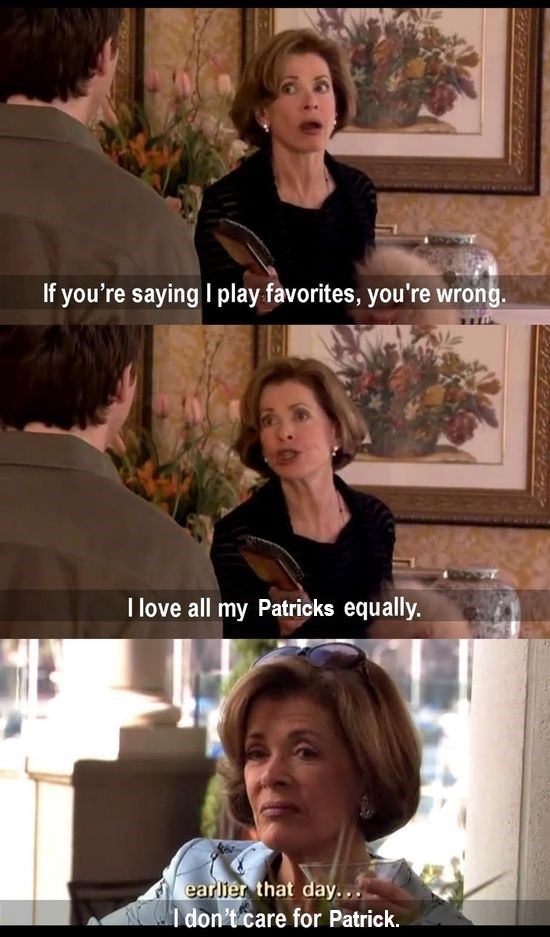 If you’re saying I play favorites, you're wrong.
I love all my Patricks equally.
earlier that day...
I don’t care for Patrick.